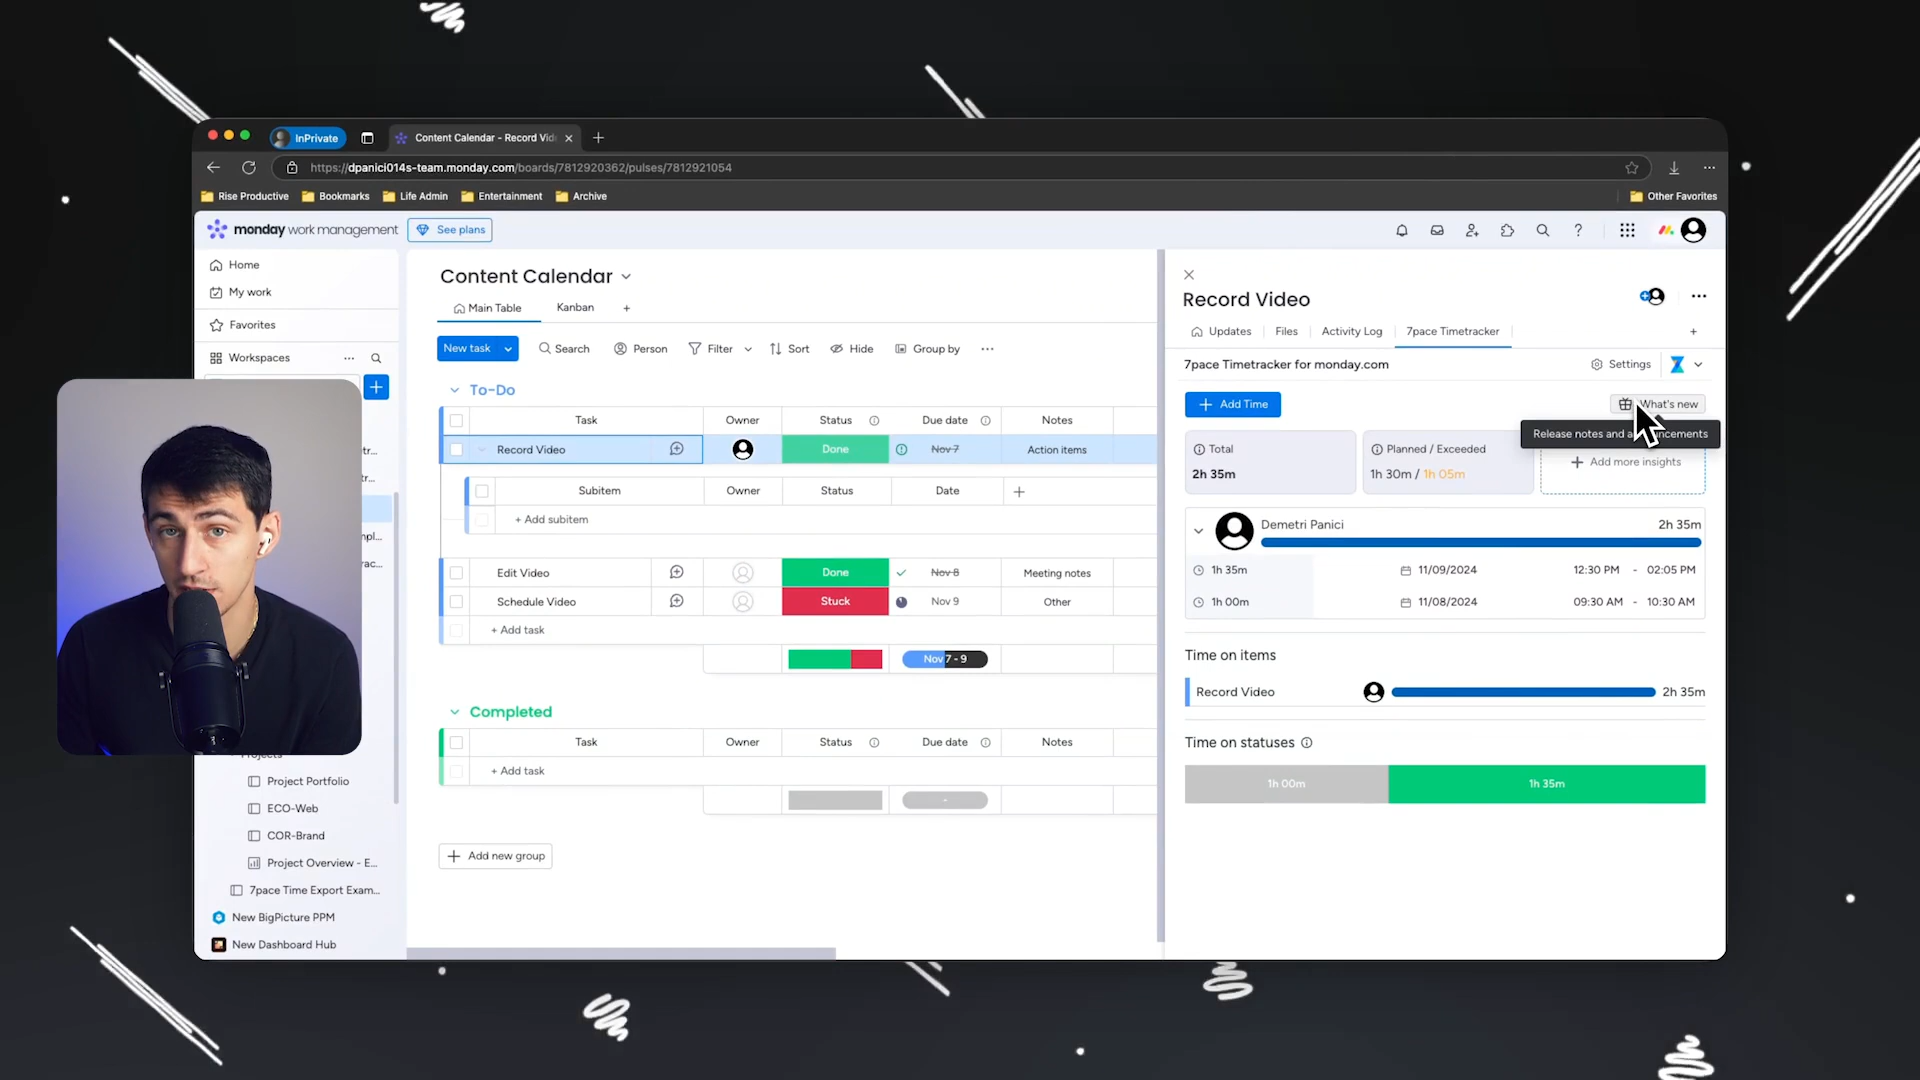 InPrivate
Content Calendar - Record Vid
https://dpanici014s-team.monday.com/boards/7812920362/pulses/7812921054
Rise Productive
Bookmarks
Life Admin
Entertainment
Archive
Other Favorites
monday work management
See plans
Home
My work
Favorites
Workspaces
Project Portfolio
ECO-Web
COR-Brand
Project Overview - E...
7pace Time Export Exam...
New BigPicture PPM
New Dashboard Hub
Content Calendar
Main Table Kanban +
New task Search Person Filter Sort Hide Group by
To-Do
Task Owner Status Due date Notes
Record Video Done Nov 7 Action items
Subitem Owner Status Date +
+ Add subitem
Edit Video Done Nov 8 Meeting notes
Schedule Video Stuck Nov 9 Other
+ Add task
Nov 7 - 9
Completed
Task Owner Status Due date Notes
+ Add task
-
+ Add new group
Record Video
Updates Files Activity Log 7pace Timetracker +
7pace Timetracker for monday.com Settings
+ Add Time What's new
Release notes and
Total Planned / Exceeded
2h 35m 1h 30m / 1h 05m + Add more insights
Demetri Panici 2h 35m
1h 35m 11/09/2024 12:30 PM - 02:05 PM
1h 00m 11/08/2024 09:30 AM - 10:30 AM
Time on items
Record Video 2h 35m
Time on statuses
1h 00m 1h 35m